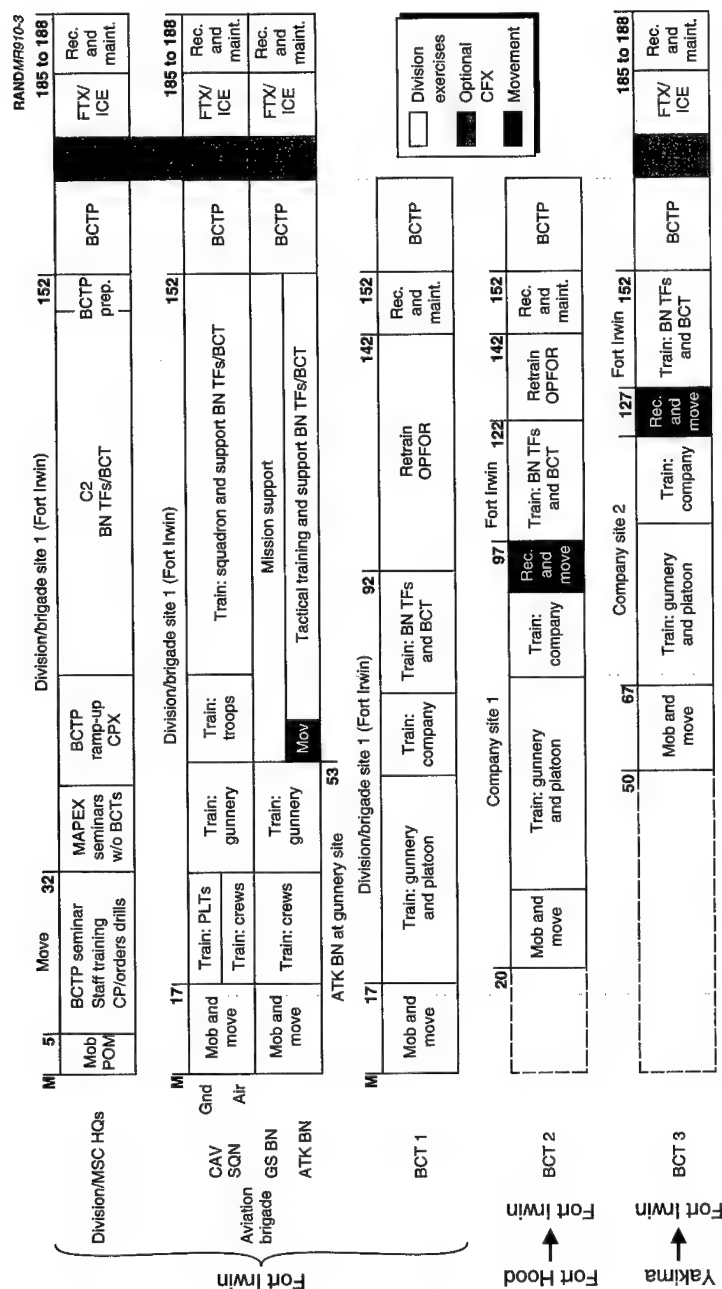 RANDMR910-3
Division/MSC HQs
M
5
Move
32
Division/brigade site 1 (Fort Irwin)
152
185 to 188
Mob
POM
BCTP seminar
Staff training
CP/orders drills
MAPEX
seminars
w/o BCTs
BCTP
ramp-up
CPX
C2
BN TFs/BCT
BCTP
prep.
BCTP
FTX/
ICE
Rec.
and
maint.
Fort Irwin
Aviation
brigade
CAV
SQN
Gnd
Air
GS BN
ATK BN
M
17
Division/brigade site 1 (Fort Irwin)
152
185 to 188
Mob and
move
Train: PLTs
Train: crews
Train:
gunnery
Train:
troops
Train: squadron and support BN TFs/BCT
BCTP
FTX/
ICE
Rec.
and
maint.
Mob and
move
Train: crews
Train:
gunnery
Mission support
Mov
Tactical training and support BN TFs/BCT
BCTP
FTX/
ICE
Rec.
and
maint.
ATK BN at gunnery site
53
BCT 1
M
17
Division/brigade site 1 (Fort Irwin)
92
142
152
Mob and
move
Train: gunnery
and platoon
Train:
company
Train: BN TFs
and BCT
Retrain
OPFOR
Rec.
and
maint.
BCTP
Division
exercises
Optional
CFX
Movement
Fort Hood
Fort Irwin
BCT 2
20
Company site 1
97
Fort Irwin
122
142
152
Mob and
move
Train: gunnery
and platoon
Train:
company
Rec.
and
move
Train: BN TFs
and BCT
Retrain
OPFOR
Rec.
and
maint.
BCTP
Yakima
Fort Irwin
BCT 3
50
67
Company site 2
127
Fort Irwin
152
185 to 188
Mob and
move
Train: gunnery
and platoon
Train:
company
Rec.
and
move
Train: BN TFs
and BCT
BCTP
FTX/
ICE
Rec.
and
maint.